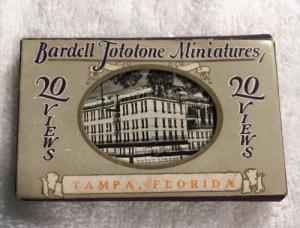 Bardell Fototone Miniatures
20 VIEWS
20 VIEWS
TAMPA, FLORIDA